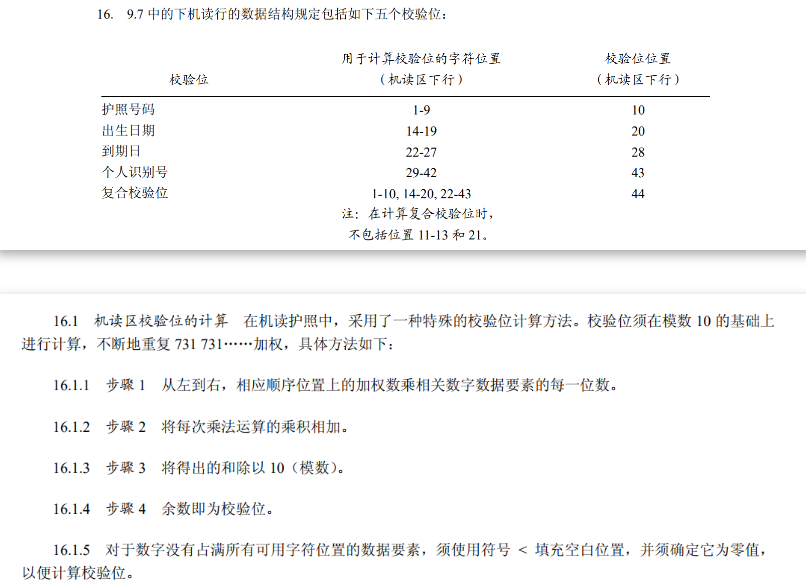 16. 9.7 中的下机读行的数据结构规定包括如下五个校验位：
用于计算校验位的字符位置 校验位位置
校验位 （机读区下行） （机读区下行）
护照号码 1-9 10
出生日期 14-19 20
到期日 22-27 28
个人识别号 29-42 43
复合校验位 1-10, 14-20, 22-43 44
注：在计算复合校验位时，
不包括位置 11-13 和 21。
16.1 机读区校验位的计算 在机读护照中，采用了一种特殊的校验位计算方法。校验位须在模数 10 的基础上
进行计算，不断地重复 731 731……加权，具体方法如下：
16.1.1 步骤 1 从左到右，相应顺序位置上的加权数乘相关数字数据要素的每一位数。
16.1.2 步骤 2 将每次乘法运算的乘积相加。
16.1.3 步骤 3 将得出的和除以 10（模数）。
16.1.4 步骤 4 余数即为校验位。
16.1.5 对于数字没有占满所有可用字符位置的数据要素，须使用符号 < 填充空白位置，并须确定它为零值，
以便计算校验位。